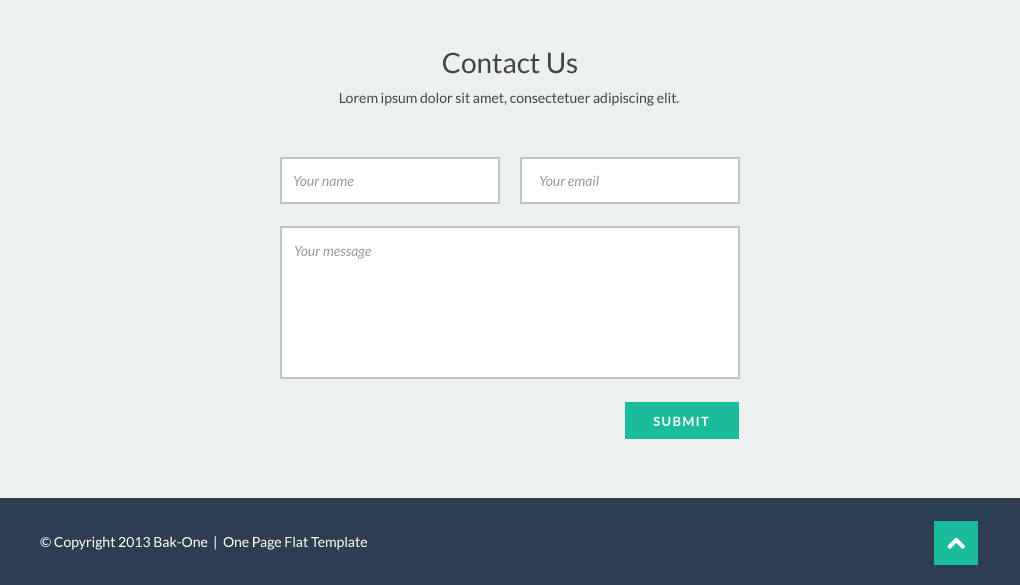 Contact Us
Lorem ipsum dolor sit amet, consectetuer adipiscing elit.
Your name
Your email
Your message
SUBMIT
© Copyright 2013 Bak-One | One Page Flat Template